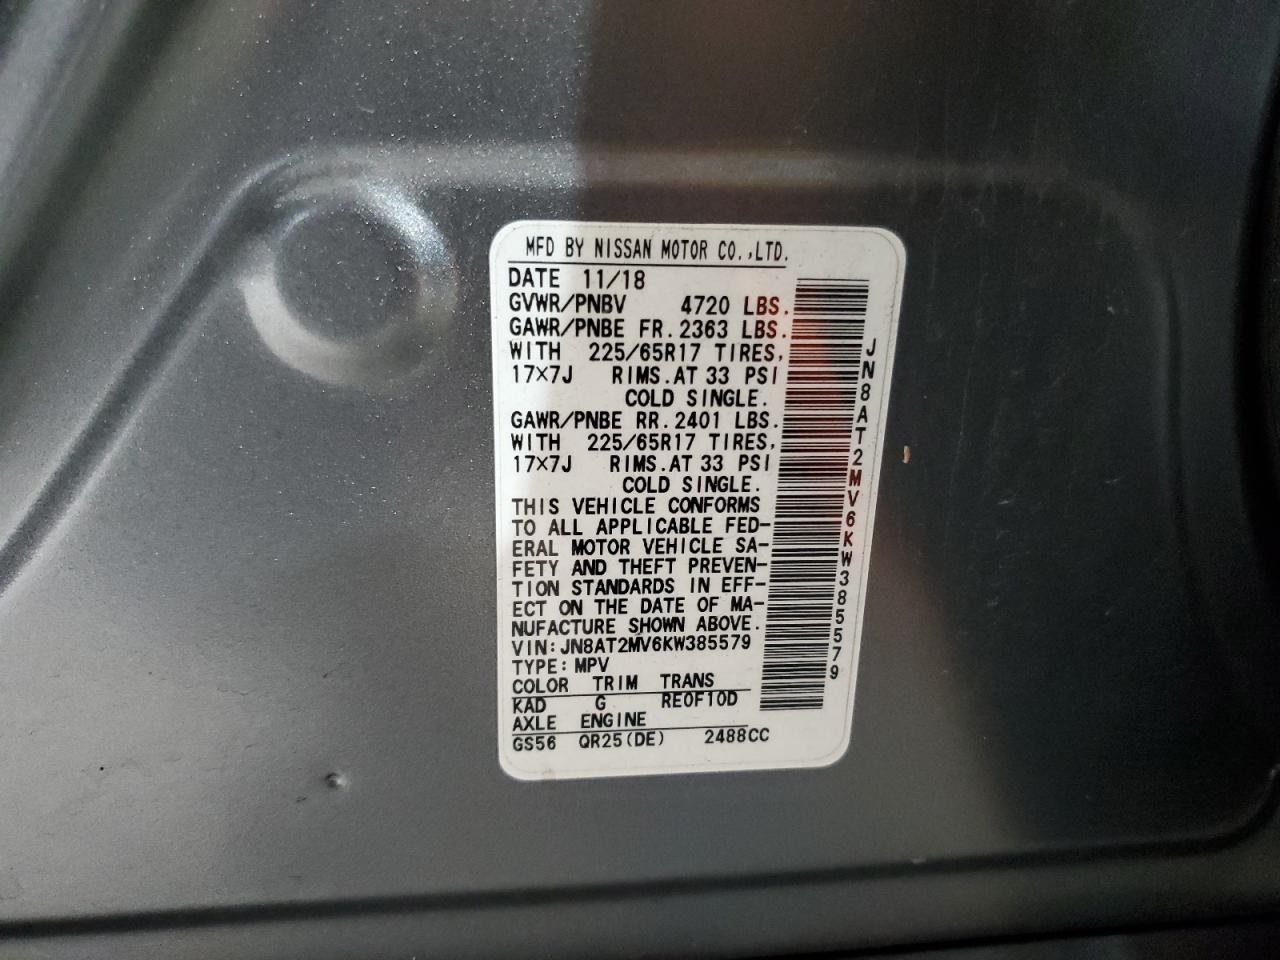 MFD BY NISSAN MOTOR CO.,LTD.
DATE 11/18
GVWR/PNBV 4720 LBS.
GAWR/PNBE FR. 2363 LBS.
WITH 225/65R17 TIRES,
17×7J RIMS. AT 33 PSI
COLD SINGLE.
GAWR/PNBE RR. 2401 LBS.
WITH 225/65R17 TIRES,
17×7J RIMS. AT 33 PSI
COLD SINGLE.
THIS VEHICLE CONFORMS
TO ALL APPLICABLE FED-
ERAL MOTOR VEHICLE SA-
FETY AND THEFT PREVEN-
TION STANDARDS IN EFF-
ECT ON THE DATE OF MA-
NUFACTURE SHOWN ABOVE.
VIN: JN8AT2MV6KW385579
TYPE: MPV
COLOR TRIM TRANS
KAD G RE0F10D
AXLE ENGINE
GS56 QR25(DE) 2488CC
JN8AT2MV6KW385579